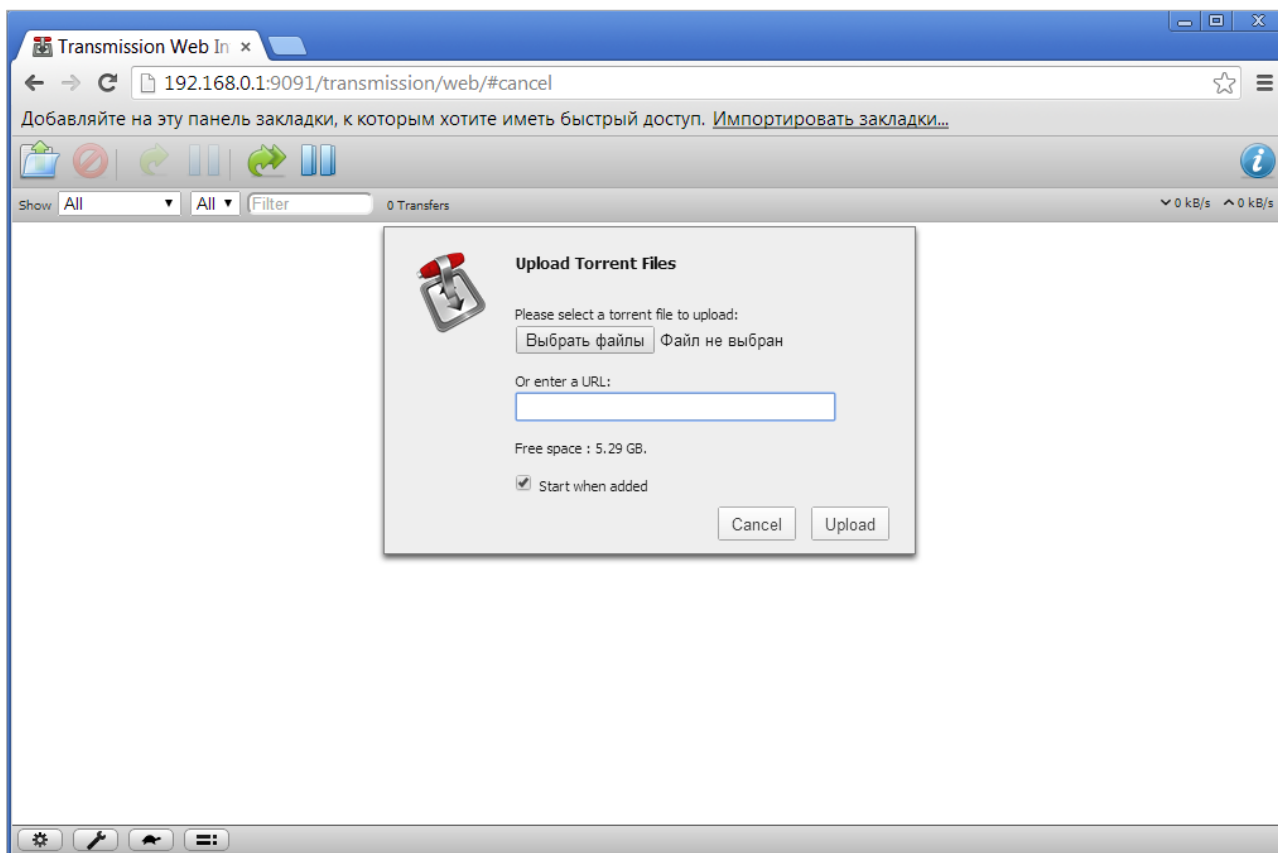 Transmission Web In
192.168.0.1:9091/transmission/web/#cancel
Добавляйте на эту панель закладки, к которым хотите иметь быстрый доступ. Импортировать закладки...
Show All All Filter 0 Transfers 0 kB/s 0 kB/s
Upload Torrent Files
Please select a torrent file to upload:
Выбрать файлы Файл не выбран
Or enter a URL:
Free space : 5.29 GB.
Start when added
Cancel Upload